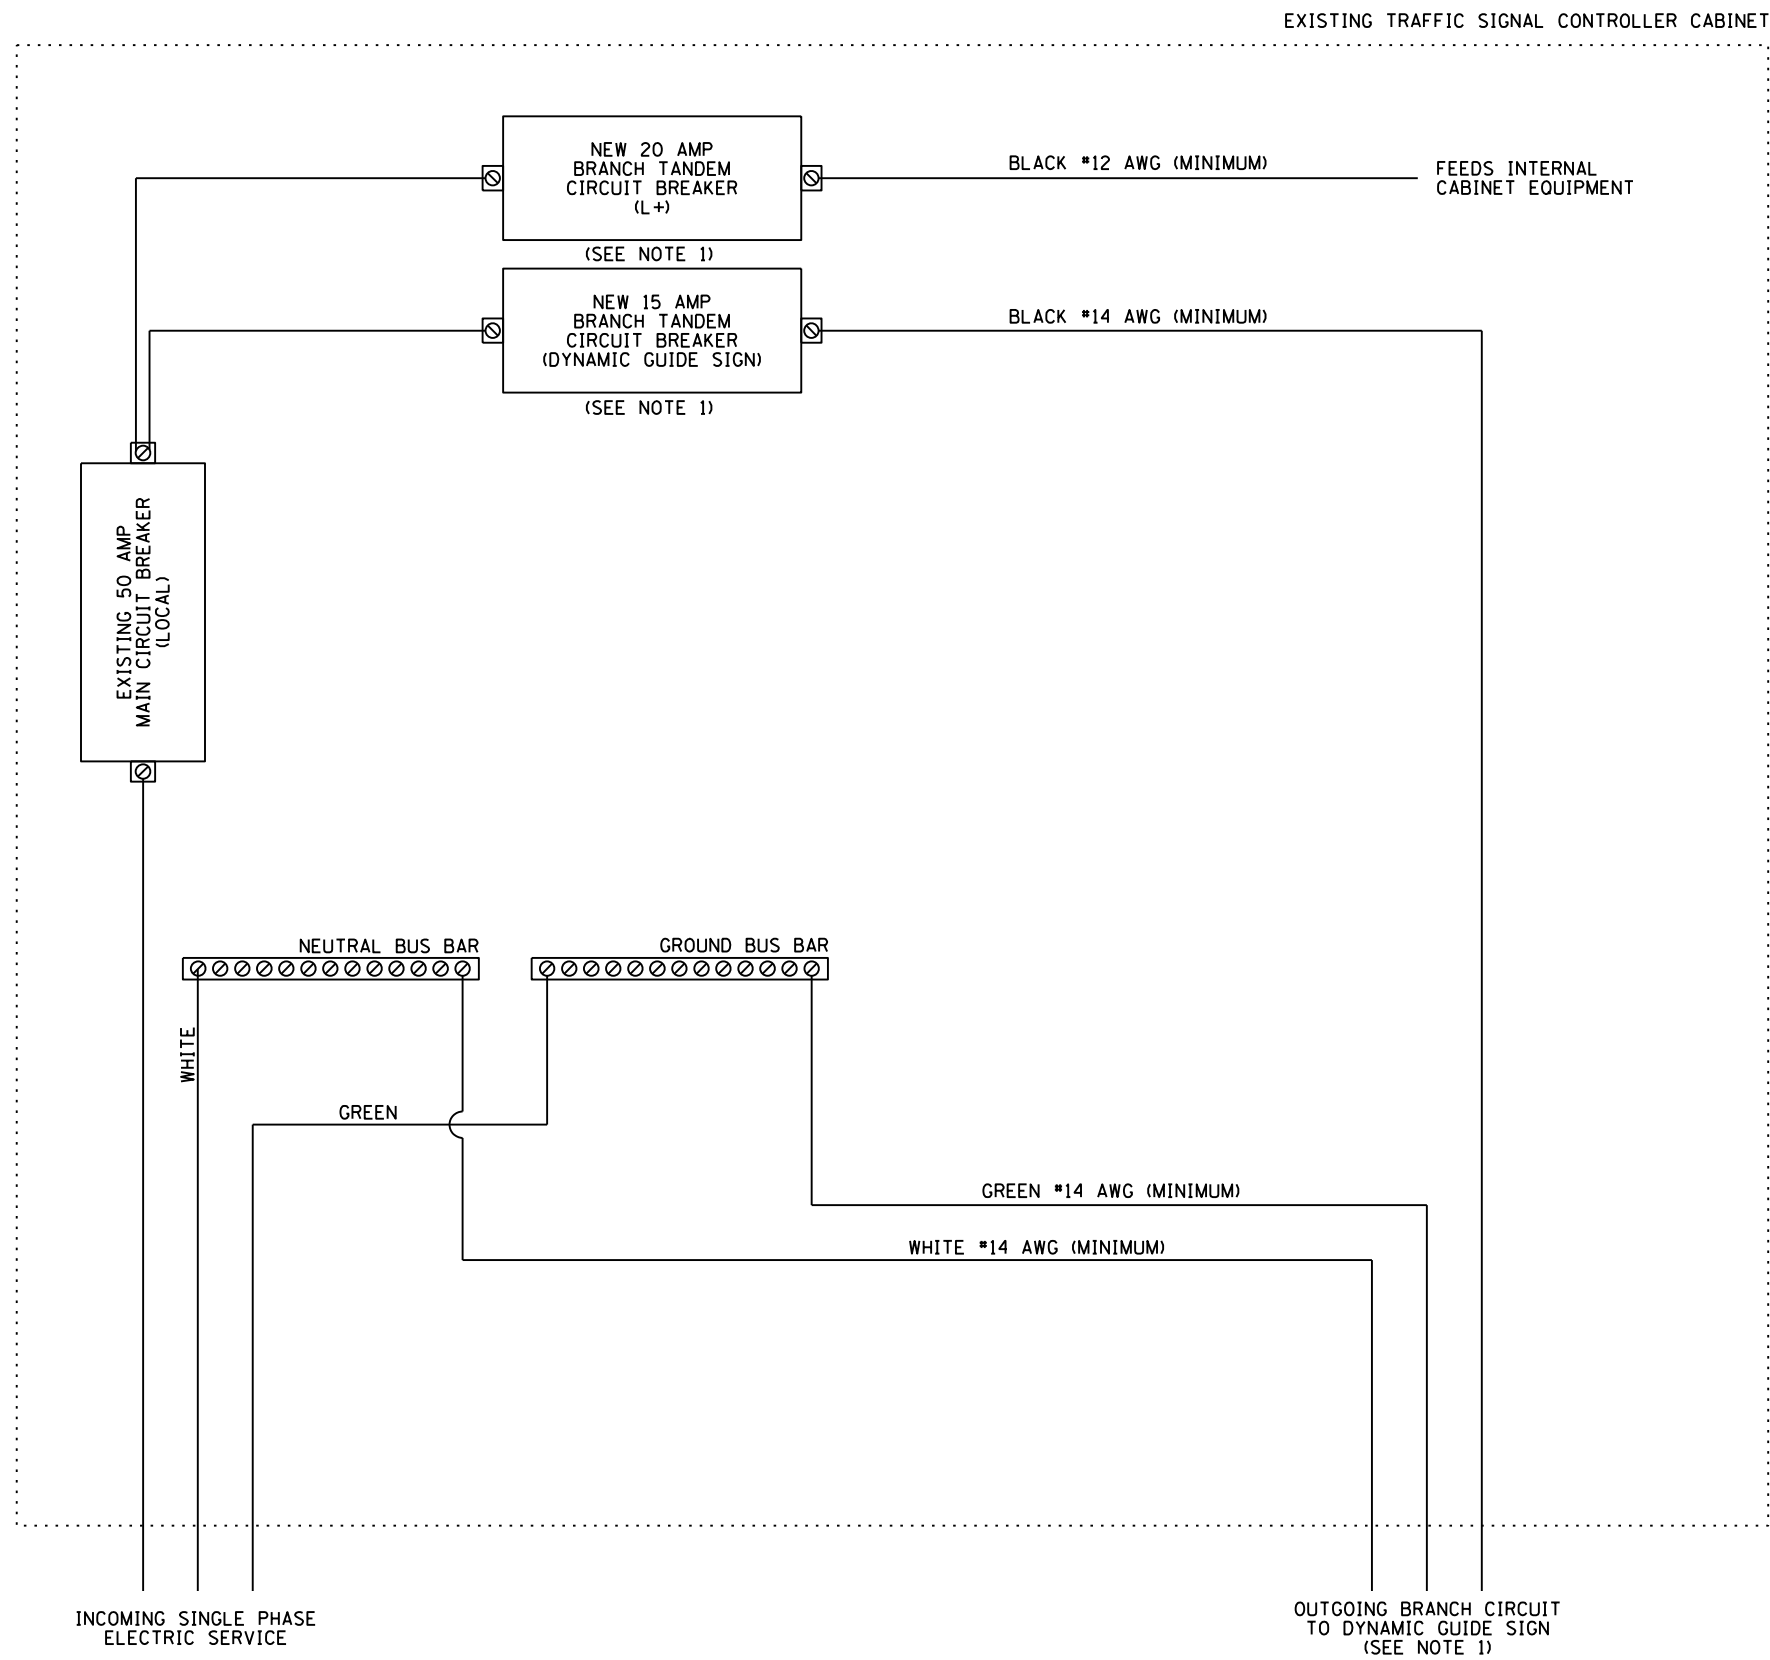 EXISTING TRAFFIC SIGNAL CONTROLLER CABINET
NEW 20 AMP
BRANCH TANDEM
CIRCUIT BREAKER
(L+)
(SEE NOTE 1)
BLACK #12 AWG (MINIMUM)
FEEDS INTERNAL
CABINET EQUIPMENT
NEW 15 AMP
BRANCH TANDEM
CIRCUIT BREAKER
(DYNAMIC GUIDE SIGN)
(SEE NOTE 1)
BLACK #14 AWG (MINIMUM)
EXISTING 50 AMP
MAIN CIRCUIT BREAKER
(LOCAL)
NEUTRAL BUS BAR
GROUND BUS BAR
WHITE
GREEN
GREEN #14 AWG (MINIMUM)
WHITE #14 AWG (MINIMUM)
INCOMING SINGLE PHASE
ELECTRIC SERVICE
OUTGOING BRANCH CIRCUIT
TO DYNAMIC GUIDE SIGN
(SEE NOTE 1)